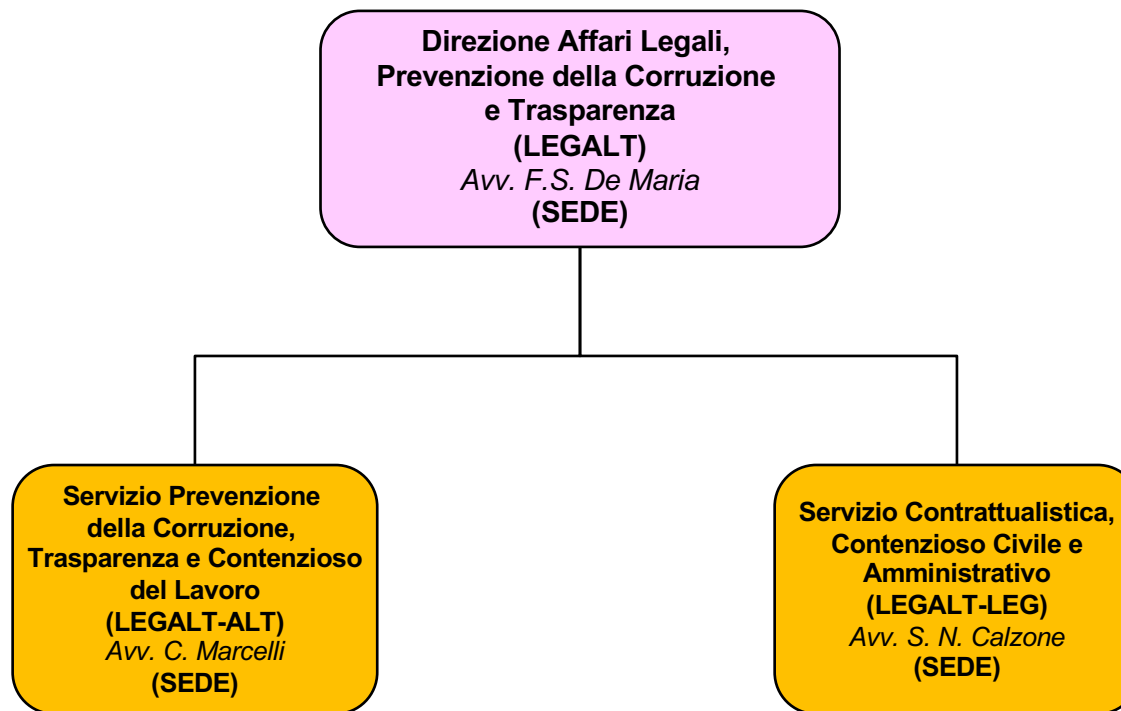 Direzione Affari Legali,
Prevenzione della Corruzione
e Trasparenza
(LEGALT)
Avv. F.S. De Maria
(SEDE)
Servizio Prevenzione
della Corruzione,
Trasparenza e Contenzioso
del Lavoro
(LEGALT-ALT)
Avv. C. Marcelli
(SEDE)
Servizio Contrattualistica,
Contenzioso Civile e
Amministrativo
(LEGALT-LEG)
Avv. S. N. Calzone
(SEDE)